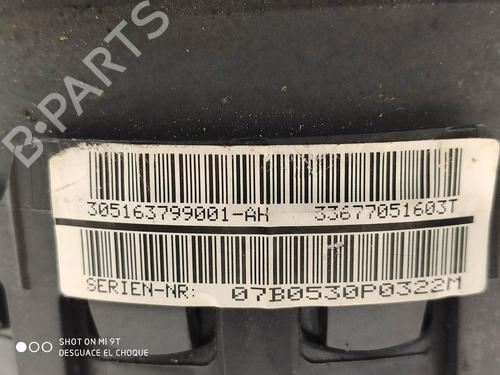 B-PARTS
305163799001-AH 33677051603T
SERIEN-NR: 07B0530P0322M
SHOT ON MI 9T
DESGUACE EL CHOQUE